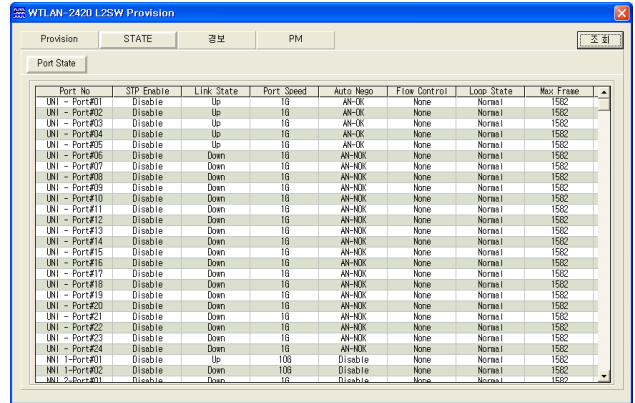 WTLAN-2420 L2SW Provision
Provision STATE 경보 PM 조 회
Port State
Port No STP Enable Link State Port Speed Auto Nego Flow Control Loop State Max Frame
UNI - Port#01 Disable Up 1G AN-OK None Normal 1582
UNI - Port#02 Disable Up 1G AN-OK None Normal 1582
UNI - Port#03 Disable Up 1G AN-OK None Normal 1582
UNI - Port#04 Disable Up 1G AN-OK None Normal 1582
UNI - Port#05 Disable Up 1G AN-OK None Normal 1582
UNI - Port#06 Disable Down 1G AN-NOK None Normal 1582
UNI - Port#07 Disable Down 1G AN-NOK None Normal 1582
UNI - Port#08 Disable Down 1G AN-NOK None Normal 1582
UNI - Port#09 Disable Down 1G AN-NOK None Normal 1582
UNI - Port#10 Disable Down 1G AN-NOK None Normal 1582
UNI - Port#11 Disable Down 1G AN-NOK None Normal 1582
UNI - Port#12 Disable Down 1G AN-NOK None Normal 1582
UNI - Port#13 Disable Down 1G AN-NOK None Normal 1582
UNI - Port#14 Disable Down 1G AN-NOK None Normal 1582
UNI - Port#15 Disable Down 1G AN-NOK None Normal 1582
UNI - Port#16 Disable Down 1G AN-NOK None Normal 1582
UNI - Port#17 Disable Down 1G AN-NOK None Normal 1582
UNI - Port#18 Disable Down 1G AN-NOK None Normal 1582
UNI - Port#19 Disable Down 1G AN-NOK None Normal 1582
UNI - Port#20 Disable Down 1G AN-NOK None Normal 1582
UNI - Port#21 Disable Down 1G AN-NOK None Normal 1582
UNI - Port#22 Disable Down 1G AN-NOK None Normal 1582
UNI - Port#23 Disable Down 1G AN-NOK None Normal 1582
UNI - Port#24 Disable Down 1G AN-NOK None Normal 1582
NNI 1-Port#01 Disable Up 10G Disable None Normal 1582
NNI 1-Port#02 Disable Down 10G Disable None Normal 1582
NNI 2-Port#01 Disable Down 1G Disable None Normal 1582